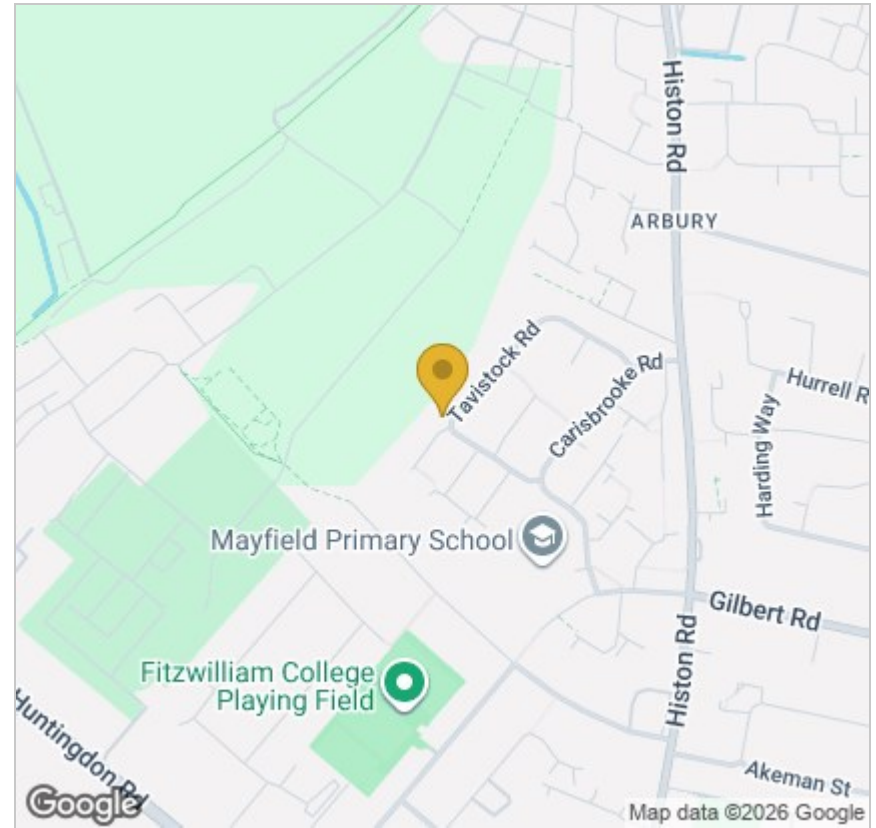 Histon Rd
ARBURY
Tavistock Rd
Carisbrooke Rd
Hurrell R
Harding Way
Mayfield Primary School
Gilbert Rd
Fitzwilliam College
Playing Field
Histon Rd
Huntingdon Rd
Akeman St
Google
Map data ©2026 Google